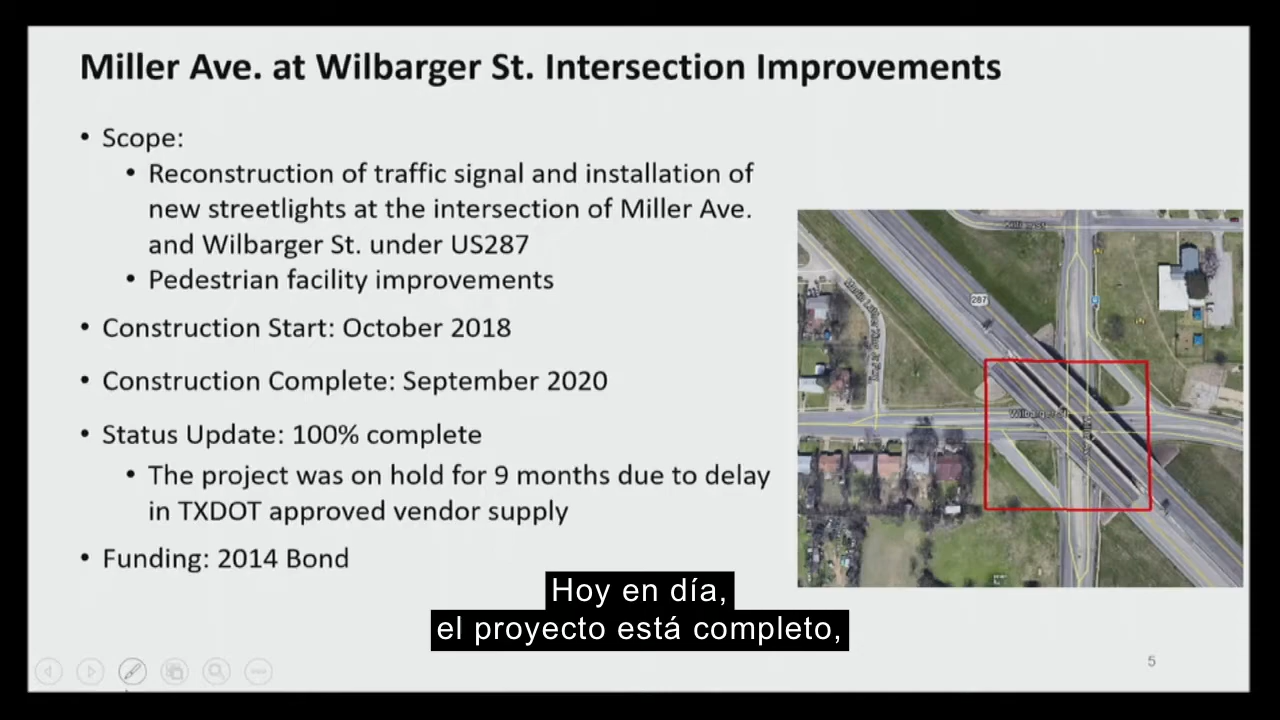 Miller Ave. at Wilbarger St. Intersection Improvements
• Scope:
• Reconstruction of traffic signal and installation of
new streetlights at the intersection of Miller Ave.
and Wilbarger St. under US287
• Pedestrian facility improvements
• Construction Start: October 2018
• Construction Complete: September 2020
• Status Update: 100% complete
• The project was on hold for 9 months due to delay
in TXDOT approved vendor supply
• Funding: 2014 Bond
287
Wilbarger St
Hoy en día,
el proyecto está completo,
5